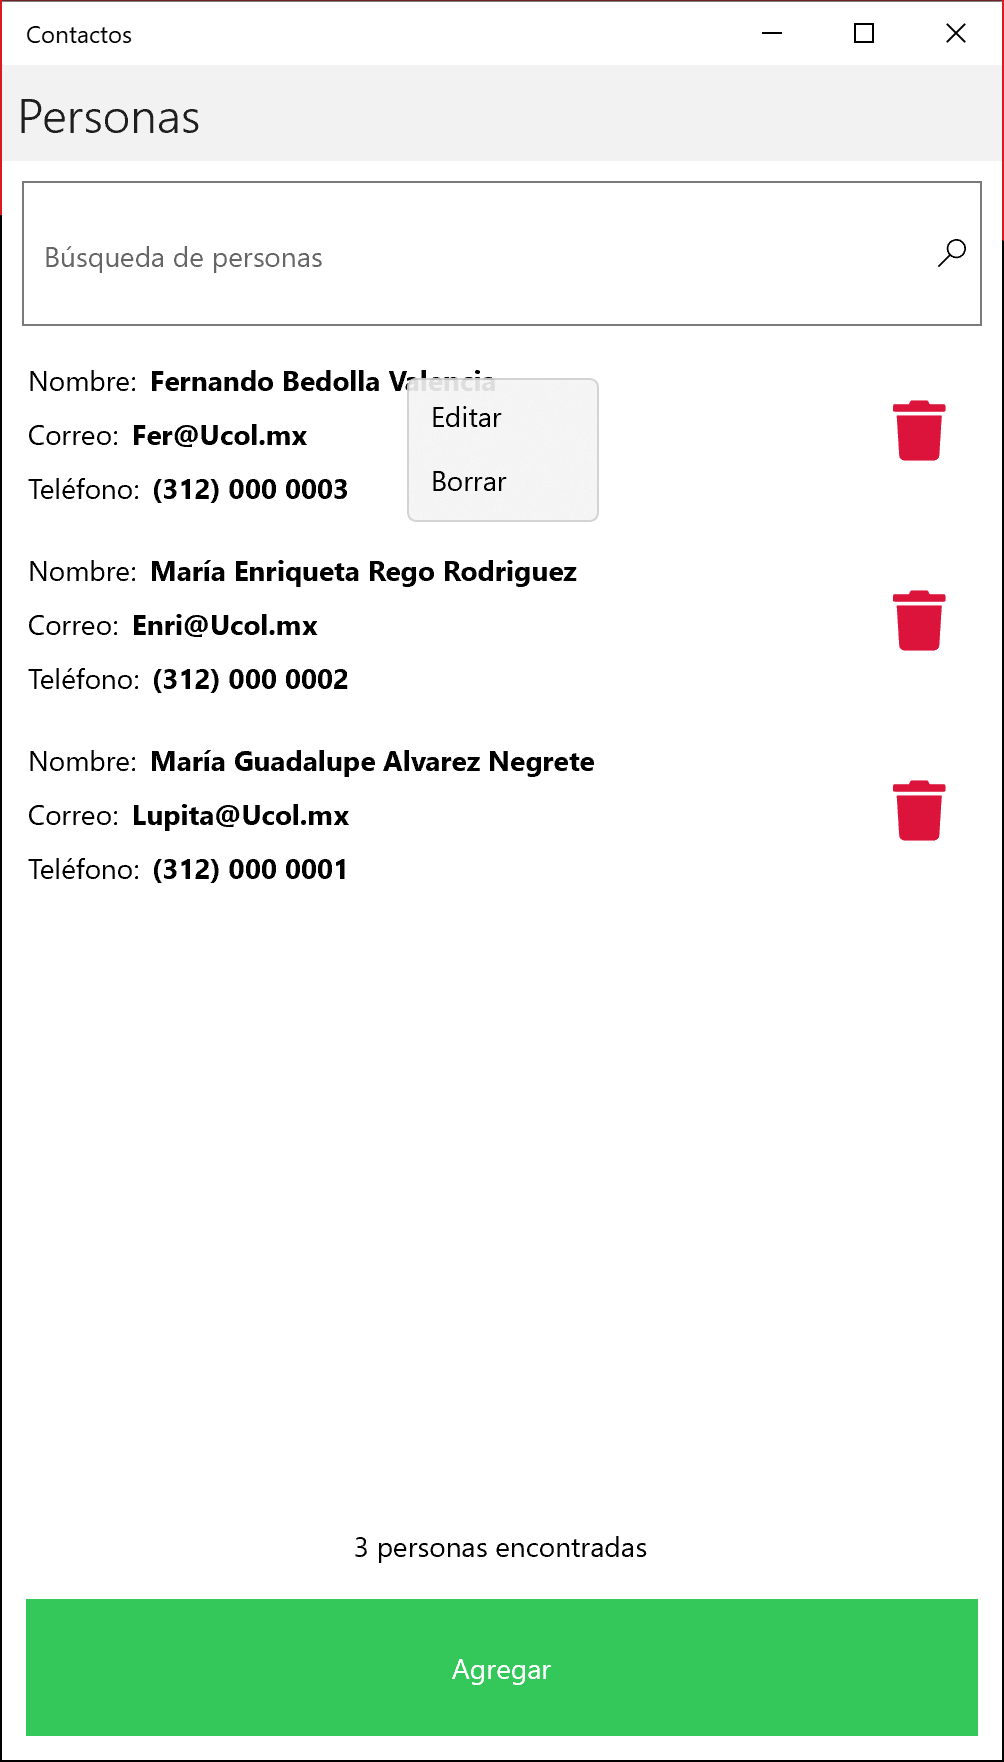 Contactos
Personas
Búsqueda de personas
Nombre: Fernando Bedolla Valencia
Editar
Correo: Fer@Ucol.mx
Borrar
Teléfono: (312) 000 0003
Nombre: María Enriqueta Rego Rodriguez
Correo: Enri@Ucol.mx
Teléfono: (312) 000 0002
Nombre: María Guadalupe Alvarez Negrete
Correo: Lupita@Ucol.mx
Teléfono: (312) 000 0001
3 personas encontradas
Agregar